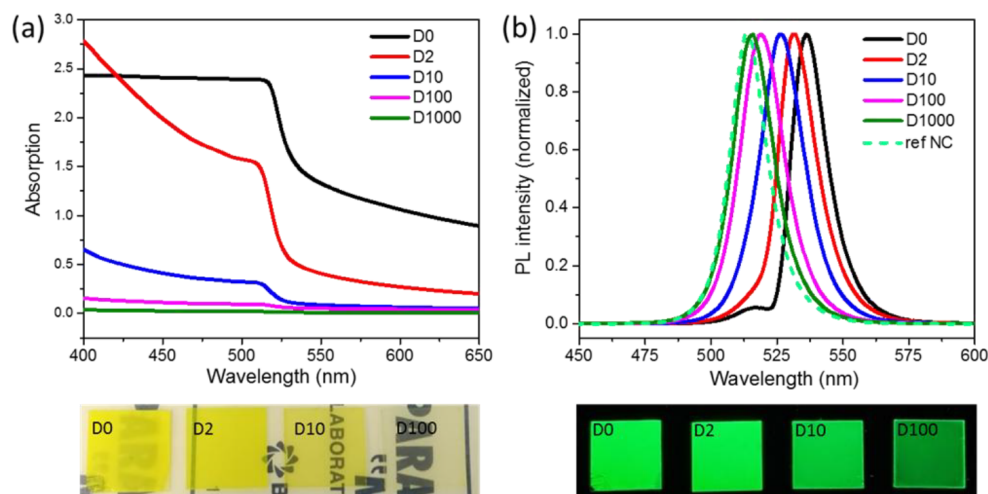 (a)
3.0
2.5
2.0
1.5
1.0
0.5
0.0
Absorption
D0
D2
D10
D100
D1000
400 450 500 550 600 650
Wavelength (nm)
(b)
1.0
0.8
0.6
0.4
0.2
0.0
PL intensity (normalized)
D0
D2
D10
D100
D1000
ref NC
450 475 500 525 550 575 600
Wavelength (nm)
D0 D2 D10 D100
LABORAT
PARA
D0 D2 D10 D100